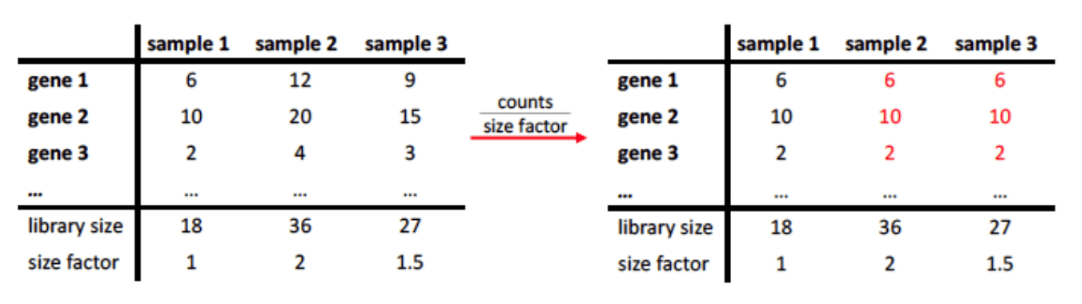 sample 1 sample 2 sample 3
gene 1 6 12 9
gene 2 10 20 15
gene 3 2 4 3
... ... ... ...
library size 18 36 27
size factor 1 2 1.5
counts
size factor
sample 1 sample 2 sample 3
gene 1 6 6 6
gene 2 10 10 10
gene 3 2 2 2
... ... ... ...
library size 18 36 27
size factor 1 2 1.5